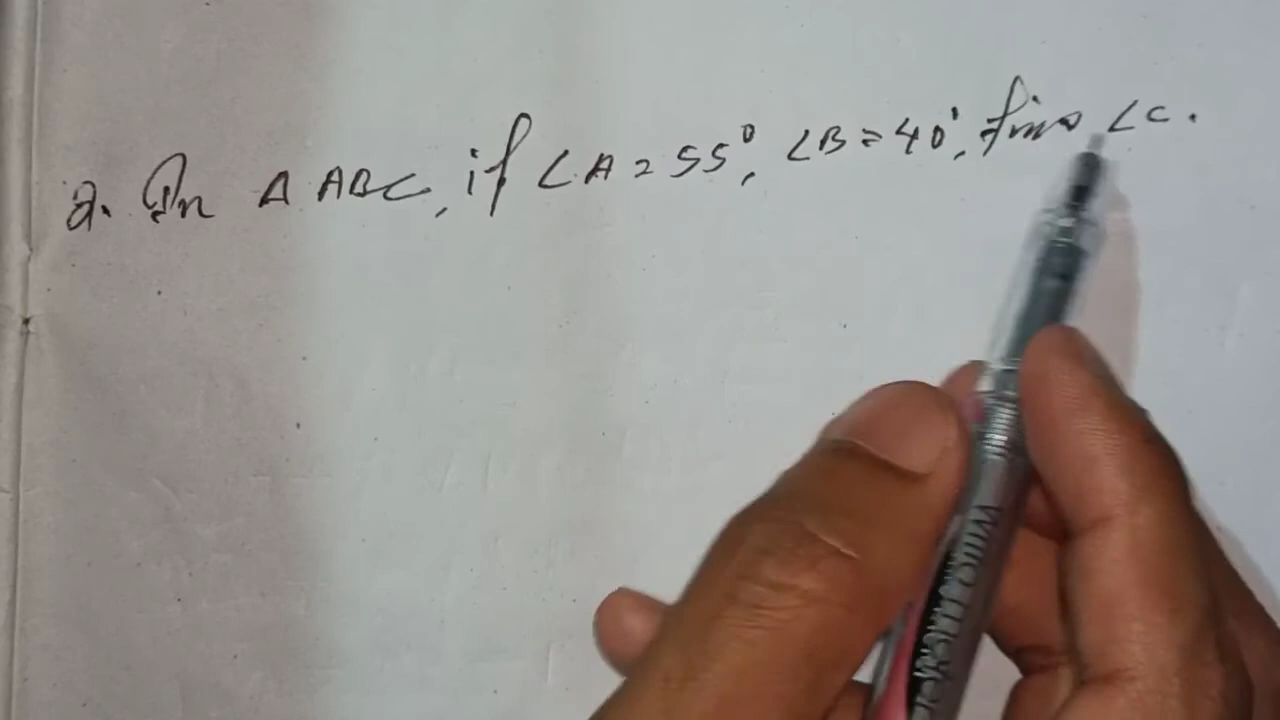 2. In Δ ABC, if ∠A = 55°, ∠B = 40°, find ∠C.